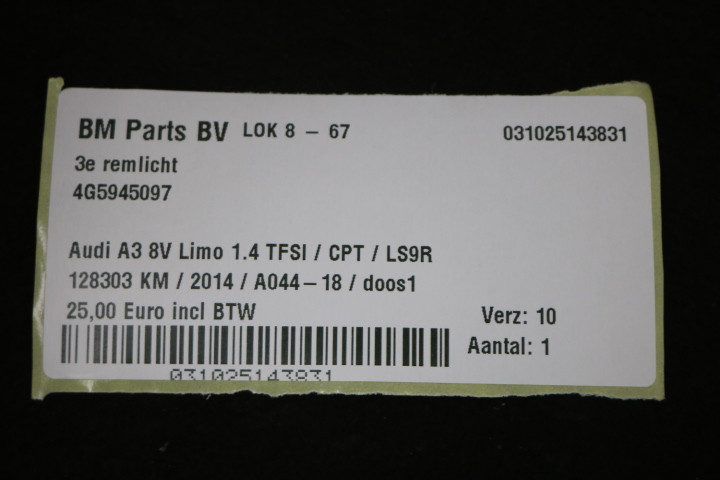 BM Parts BV LOK 8 – 67 031025143831
3e remlicht
4G5945097
Audi A3 8V Limo 1.4 TFSI / CPT / LS9R
128303 KM / 2014 / A044–18 / doos1
25,00 Euro incl BTW
Verz: 10
Aantal: 1
031025143831